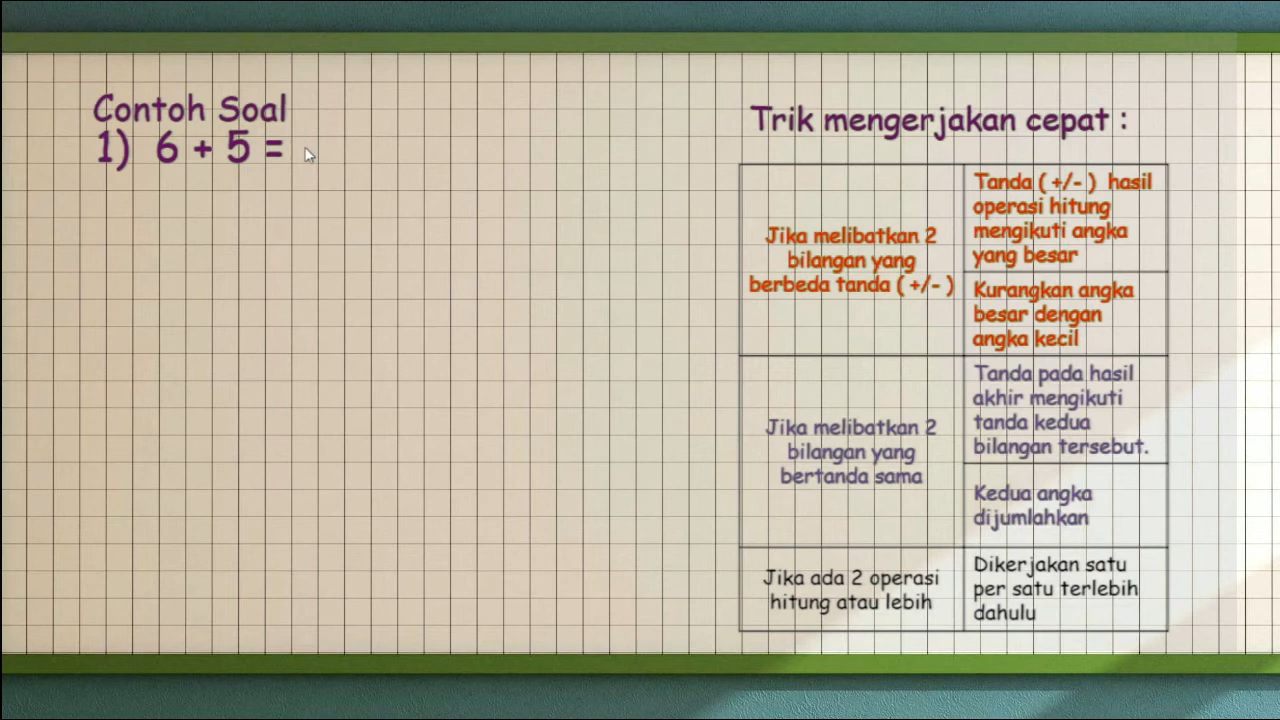 Contoh Soal
1) 6 + 5 =
Trik mengerjakan cepat :
Jika melibatkan 2
bilangan yang
berbeda tanda ( +/- )
Tanda ( +/- ) hasil
operasi hitung
mengikuti angka
yang besar
Kurangkan angka
besar dengan
angka kecil
Jika melibatkan 2
bilangan yang
bertanda sama
Tanda pada hasil
akhir mengikuti
tanda kedua
bilangan tersebut.
Kedua angka
dijumlahkan
Jika ada 2 operasi
hitung atau lebih
Dikerjakan satu
per satu terlebih
dahulu